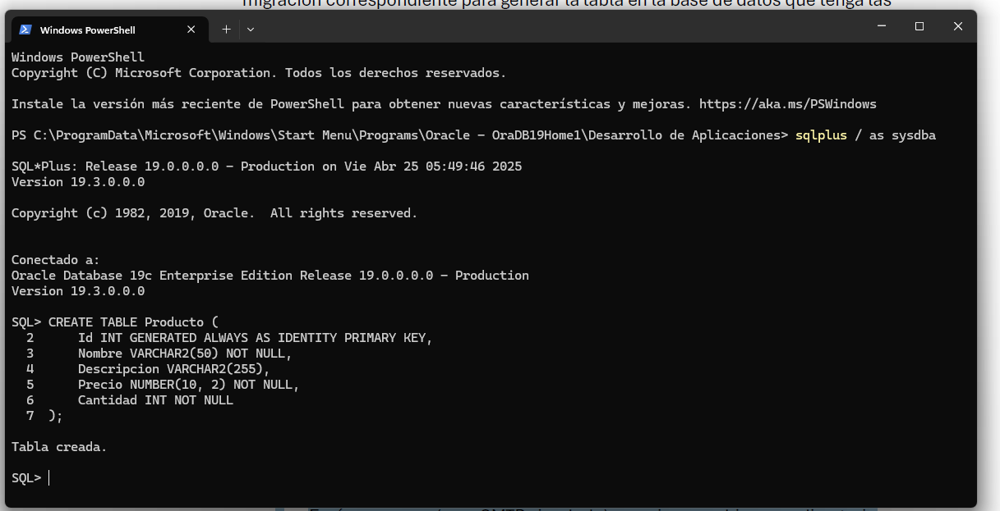 migración correspondiente para generar la tabla en la base de datos que tenga las
Windows PowerShell
Windows PowerShell
Copyright (C) Microsoft Corporation. Todos los derechos reservados.
Instale la versión más reciente de PowerShell para obtener nuevas características y mejoras. https://aka.ms/PSWindows
PS C:\ProgramData\Microsoft\Windows\Start Menu\Programs\Oracle - OraDB19Home1\Desarrollo de Aplicaciones> sqlplus / as sysdba
SQL*Plus: Release 19.0.0.0.0 - Production on Vie Abr 25 05:49:46 2025
Version 19.3.0.0.0
Copyright (c) 1982, 2019, Oracle.  All rights reserved.
Conectado a:
Oracle Database 19c Enterprise Edition Release 19.0.0.0.0 - Production
Version 19.3.0.0.0
SQL> CREATE TABLE Producto (
  2      Id INT GENERATED ALWAYS AS IDENTITY PRIMARY KEY,
  3      Nombre VARCHAR2(50) NOT NULL,
  4      Descripcion VARCHAR2(255),
  5      Precio NUMBER(10, 2) NOT NULL,
  6      Cantidad INT NOT NULL
  7  );
Tabla creada.
SQL>